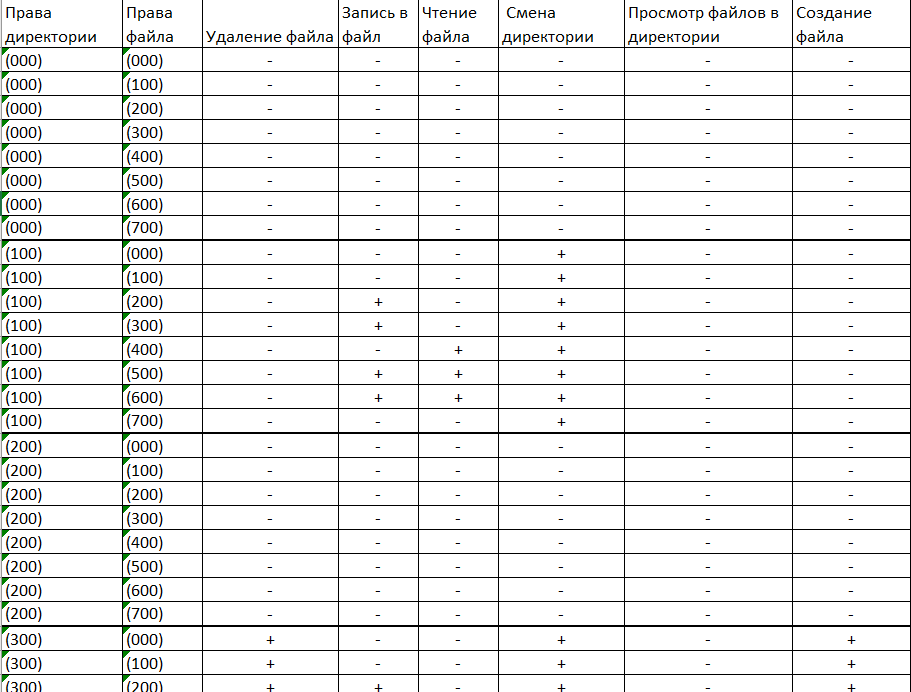 Права директории | Права файла | Удаление файла | Запись в файл | Чтение файла | Смена директории | Просмотр файлов в директории | Создание файла
(000) (000) - - - - - -
(000) (100) - - - - - -
(000) (200) - - - - - -
(000) (300) - - - - - -
(000) (400) - - - - - -
(000) (500) - - - - - -
(000) (600) - - - - - -
(000) (700) - - - - - -
(100) (000) - - - + - -
(100) (100) - - - + - -
(100) (200) - + - + - -
(100) (300) - + - + - -
(100) (400) - - + + - -
(100) (500) - + + + - -
(100) (600) - + + + - -
(100) (700) - - - + - -
(200) (000) - - - - - -
(200) (100) - - - - - -
(200) (200) - - - - - -
(200) (300) - - - - - -
(200) (400) - - - - - -
(200) (500) - - - - - -
(200) (600) - - - - - -
(200) (700) - - - - - -
(300) (000) + - - + - +
(300) (100) + - - + - +
(300) (200) + + - + - +